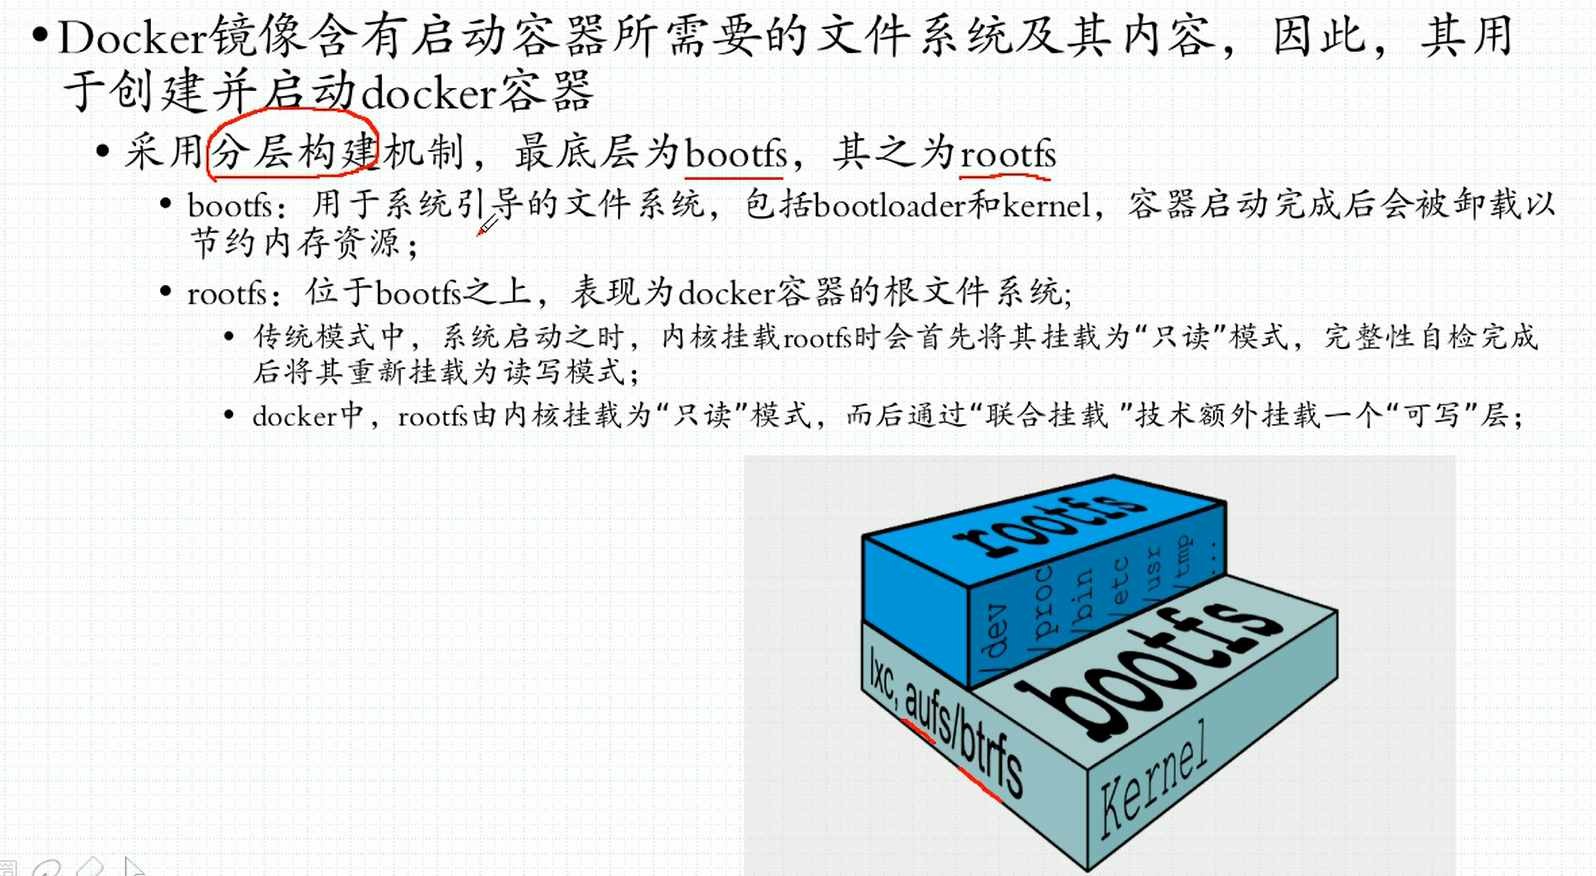 •Docker镜像含有启动容器所需要的文件系统及其内容，因此，其用
于创建并启动docker容器
• 采用分层构建机制，最底层为bootfs，其之为rootfs
• bootfs：用于系统引导的文件系统，包括bootloader和kernel，容器启动完成后会被卸载以
节约内存资源；
• rootfs：位于bootfs之上，表现为docker容器的根文件系统;
• 传统模式中，系统启动之时，内核挂载rootfs时会首先将其挂载为“只读”模式，完整性自检完成
后将其重新挂载为读写模式；
• docker中，rootfs由内核挂载为“只读”模式，而后通过“联合挂载 ”技术额外挂载一个“可写”层；
rootfs
/dev
/proc
/bin
/etc
/usr
/tmp
...
bootfs
lxc, aufs/btrfs
Kernel